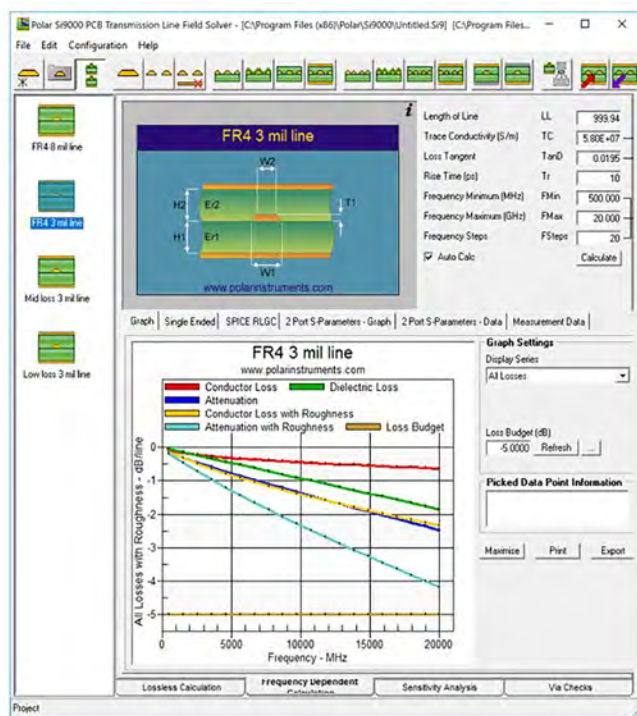 Polar Si9000 PCB Transmission Line Field Solver - [C:\Program Files (x86)\Polar\Si9000\Untitled.Si9] [C:\Program Files...
File Edit Configuration Help
FR4 8 mil line
FR4 3 mil line
Mid loss 3 mil line
Low loss 3 mil line
i
FR4 3 mil line
W2
H2
Er2
T1
H1
Er1
W1
www.polarinstruments.com
Length of Line LL 999.94
Trace Conductivity (S/m) TC 5.80E+07
Loss Tangent TanD 0.0195
Rise Time (ps) Tr 10
Frequency Minimum (MHz) FMin 500.000
Frequency Maximum (GHz) FMax 20.000
Frequency Steps FSteps 20
Auto Calc
Calculate
Graph Single Ended SPICE RLGC 2 Port S-Parameters - Graph 2 Port S-Parameters - Data Measurement Data
FR4 3 mil line
www.polarinstruments.com
Conductor Loss Dielectric Loss
Attenuation
Conductor Loss with Roughness
Attenuation with Roughness Loss Budget
All Losses with Roughness - dB/line
0
-1
-2
-3
-4
-5
0 5000 10000 15000 20000
Frequency - MHz
Graph Settings
Display Series
All Losses
Loss Budget (dB)
-5.0000 Refresh ...
Picked Data Point Information
Maximise Print Export
Lossless Calculation Frequency Dependent Calculation Sensitivity Analysis Via Checks
Project